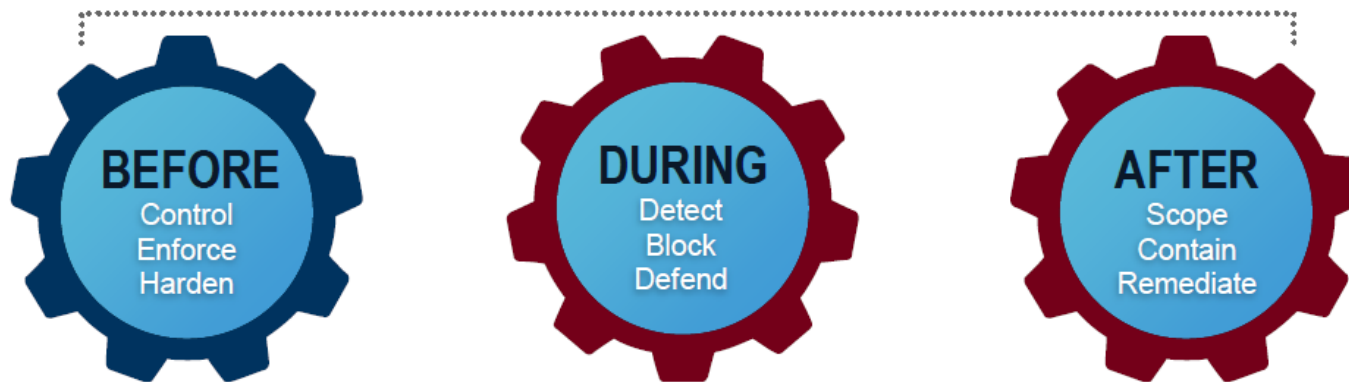 BEFORE
Control
Enforce
Harden
DURING
Detect
Block
Defend
AFTER
Scope
Contain
Remediate